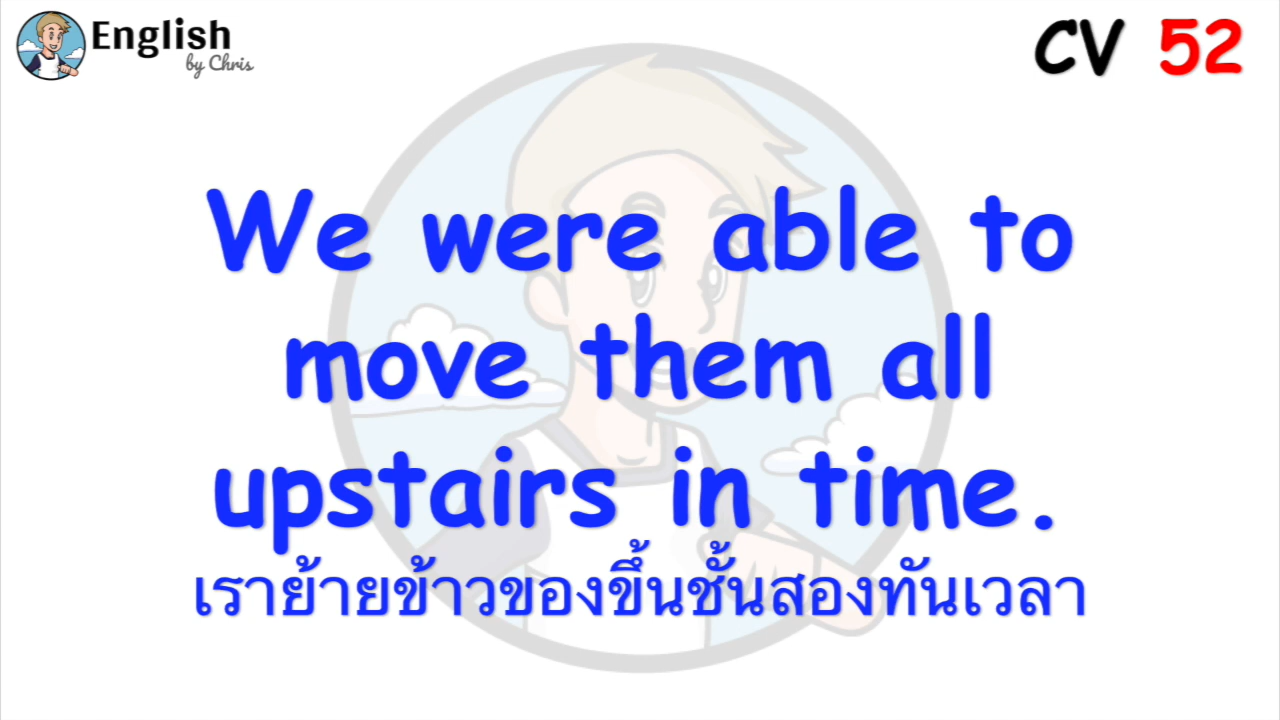 English
by Chris
CV 52
We were able to
move them all
upstairs in time.
เราย้ายข้าวของขึ้นชั้นสองทันเวลา